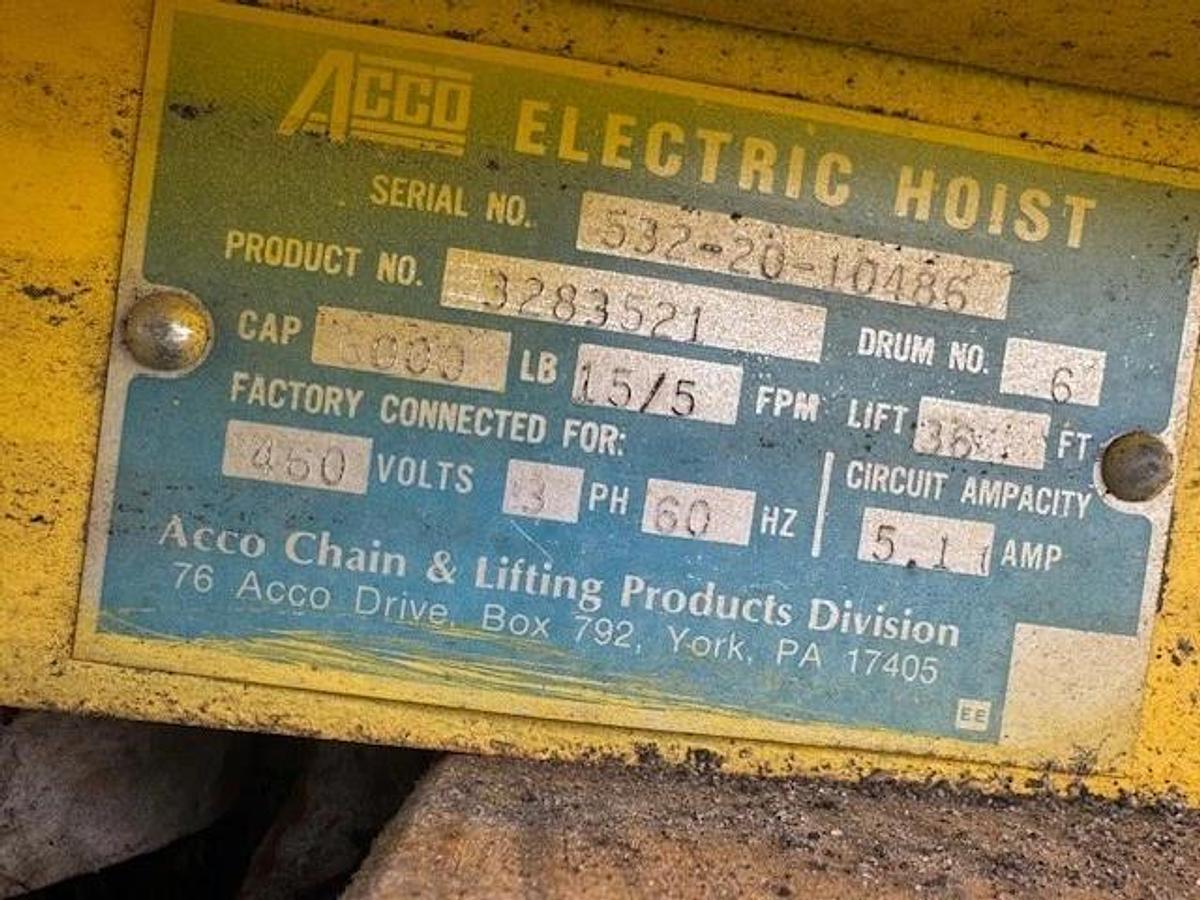 ACCO ELECTRIC HOIST
SERIAL NO. 532-20-10486
PRODUCT NO. 3283521
DRUM NO. 6
CAP LB 15/5 FPM LIFT FT
FACTORY CONNECTED FOR:
460 VOLTS 3 PH 60 HZ
CIRCUIT AMPACITY
5.1 AMP
Acco Chain & Lifting Products Division
76 Acco Drive, Box 792, York, PA 17405
EE